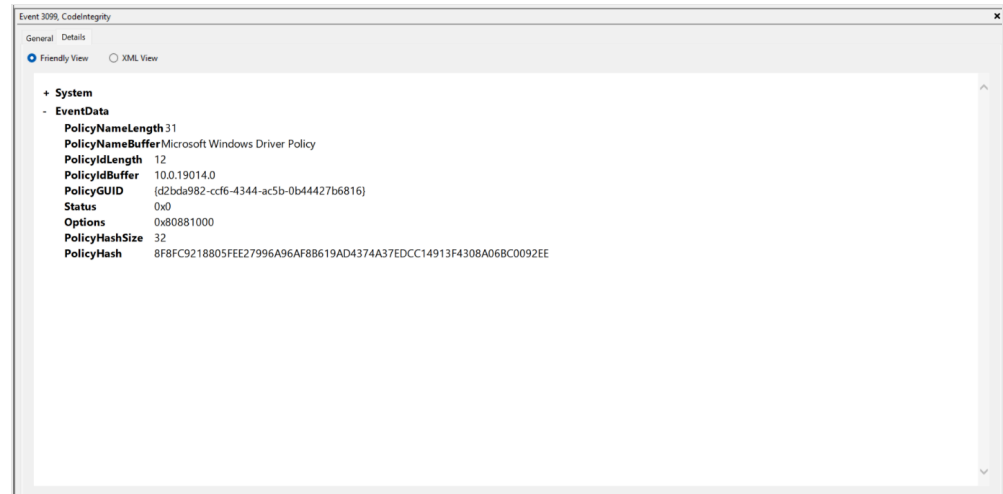 Event 3099, CodeIntegrity
General Details
Friendly View XML View
+ System
- EventData
PolicyNameLength 31
PolicyNameBuffer Microsoft Windows Driver Policy
PolicyIdLength 12
PolicyIdBuffer 10.0.19014.0
PolicyGUID {d2bda982-ccf6-4344-ac5b-0b44427b6816}
Status 0x0
Options 0x80881000
PolicyHashSize 32
PolicyHash 8F8FC9218805FEE27996A96AF8B619AD4374A37EDCC14913F4308A06BC0092EE